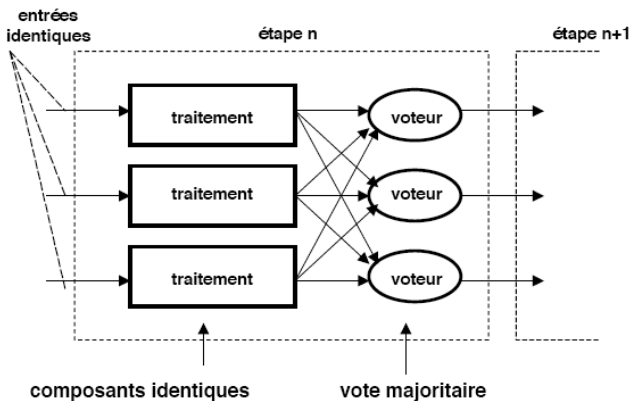 entrées
identiques
étape n
étape n+1
traitement
voteur
traitement
voteur
traitement
voteur
composants identiques
vote majoritaire